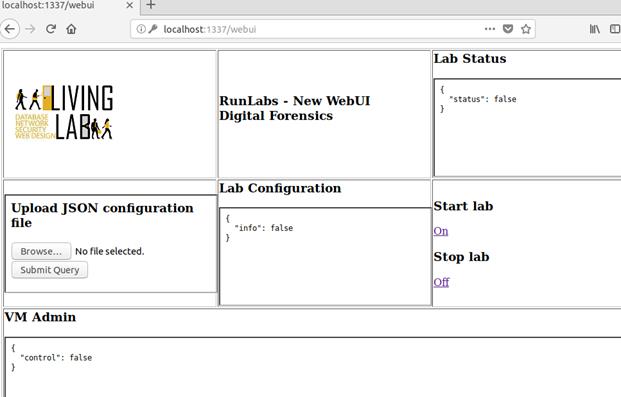 localhost:1337/webui
localhost:1337/webui
LIVING
LAB
DATABASE
NETWORK
SECURITY
WEB DESIGN
RunLabs - New WebUI
Digital Forensics
Lab Status
{
"status": false
}
Upload JSON configuration
file
Browse... No file selected.
Submit Query
Lab Configuration
{
"info": false
}
Start lab
On
Stop lab
Off
VM Admin
{
"control": false
}